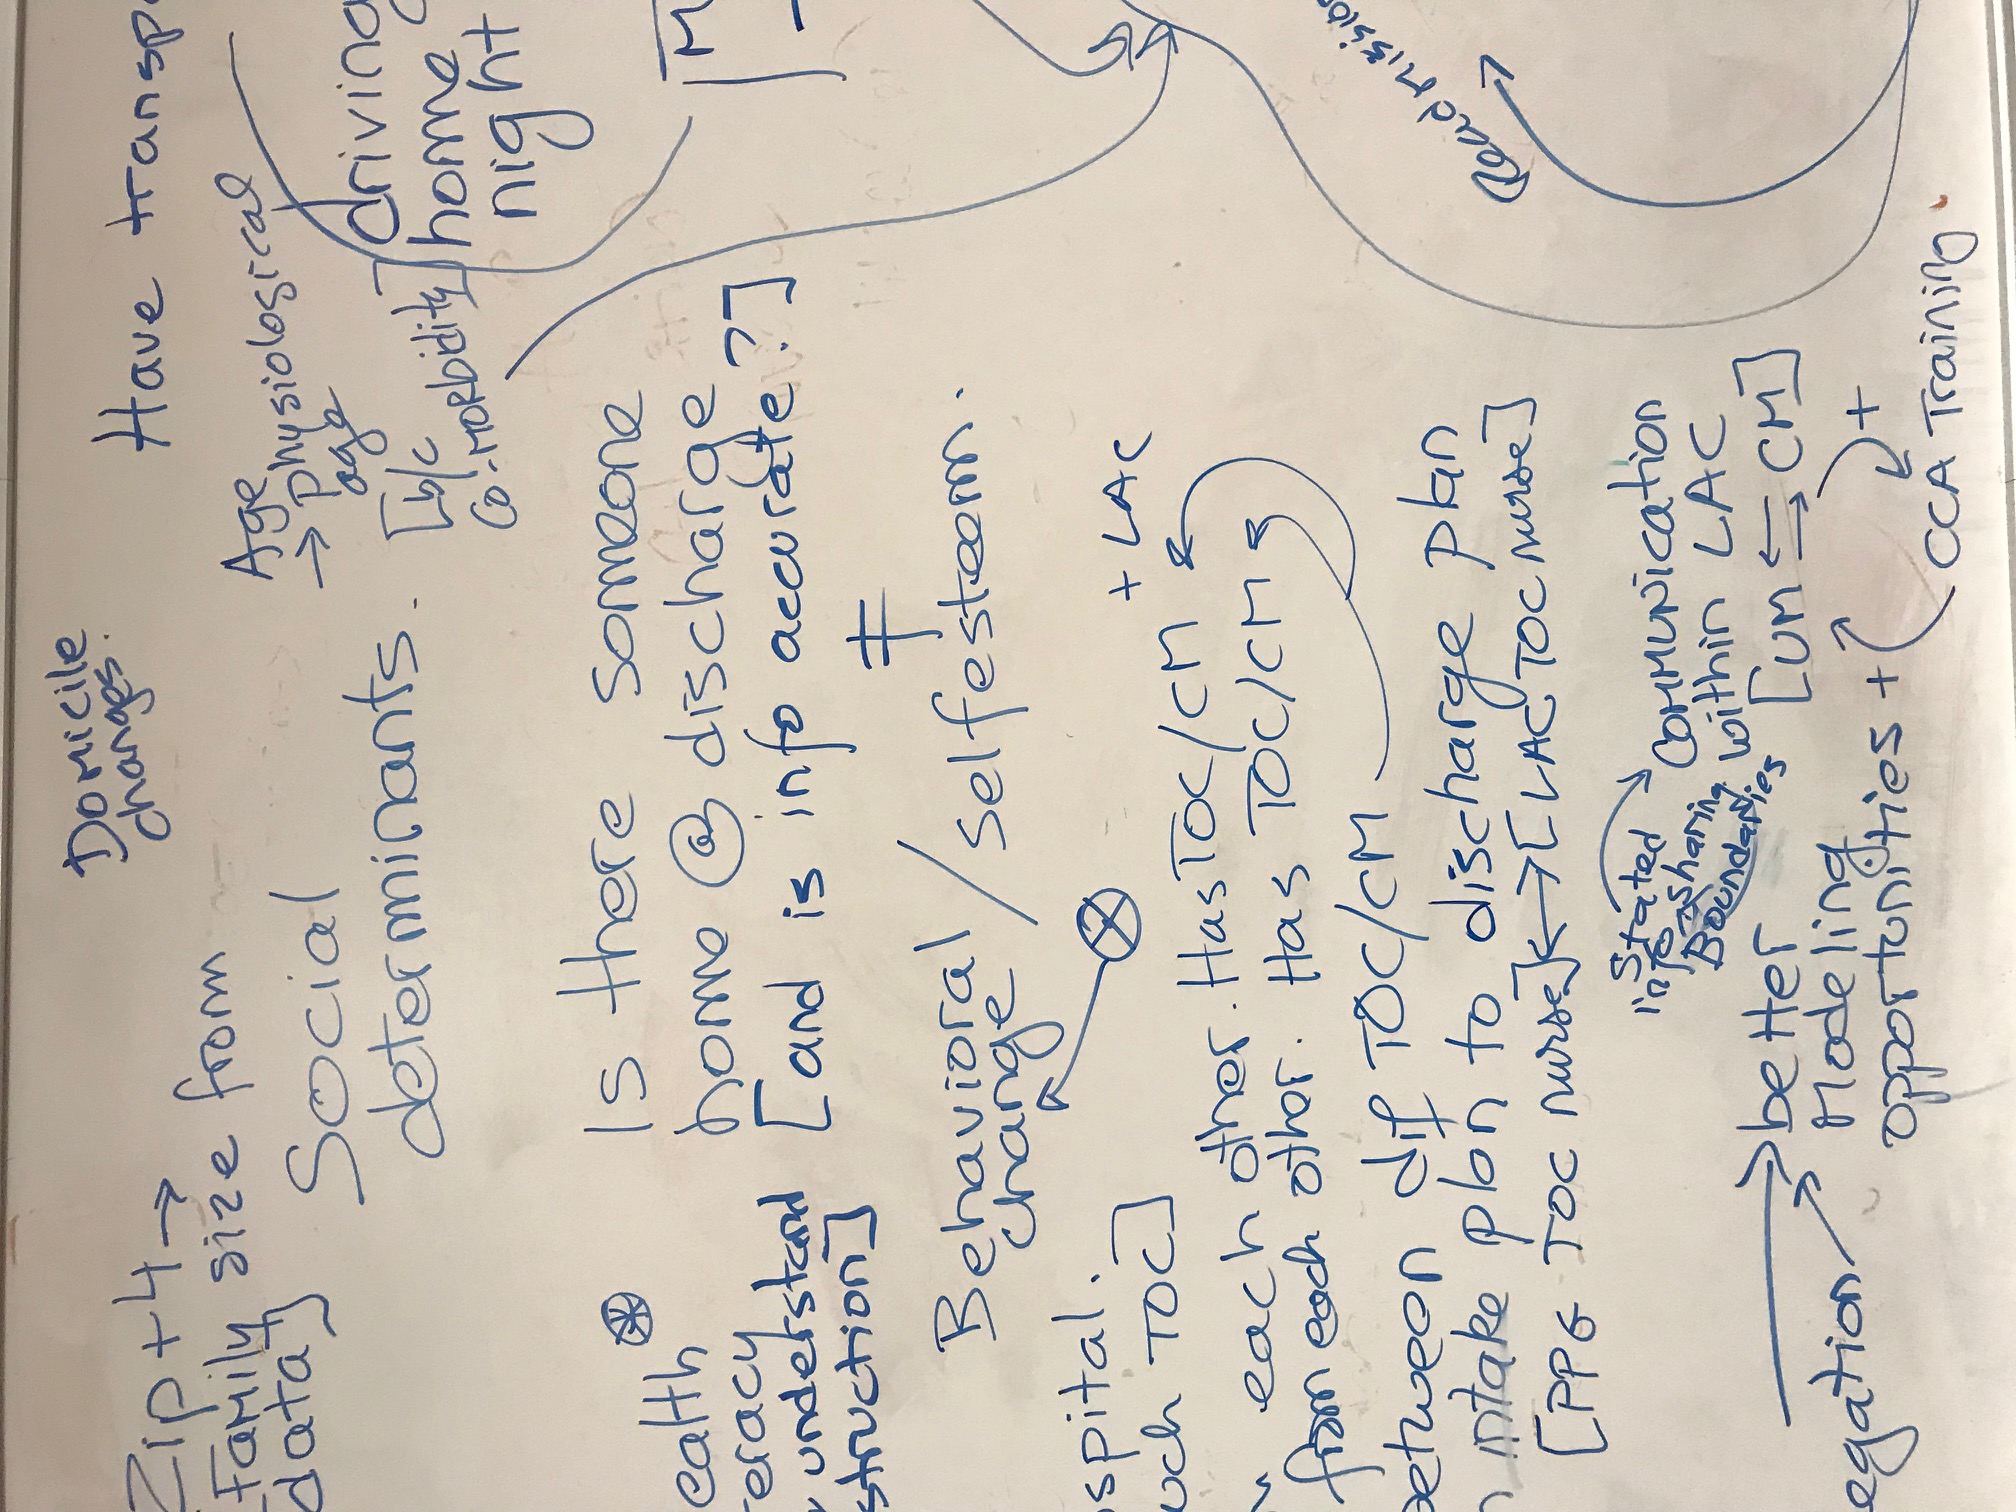 Domicile
changes.
Zip + 4 →
[Family size from
data]
Social
determinants.
Have transp
Age
→ physiological
age
[b/c
Co-morbidity]
driving
home
night
Is there someone
home @ discharge
[and is info accurate?]
ealth
eracy
understand
struction]
M
Behavioral
change / selfesteem.
spital.
uch TOC]
+ LAC
each other. Has TOC/CM
from each other. Has TOC/CM
between dif TOC/CM
intake plan to discharge plan
[PPG TOC nurse] ↔ [LAC TOC nurse]
Readmission
Stated
info-sharing
Boundaries
Communication
within LAC
[UM ⇆ CM]
better
Modeling
opportunities +
egation
+
CCA Training.